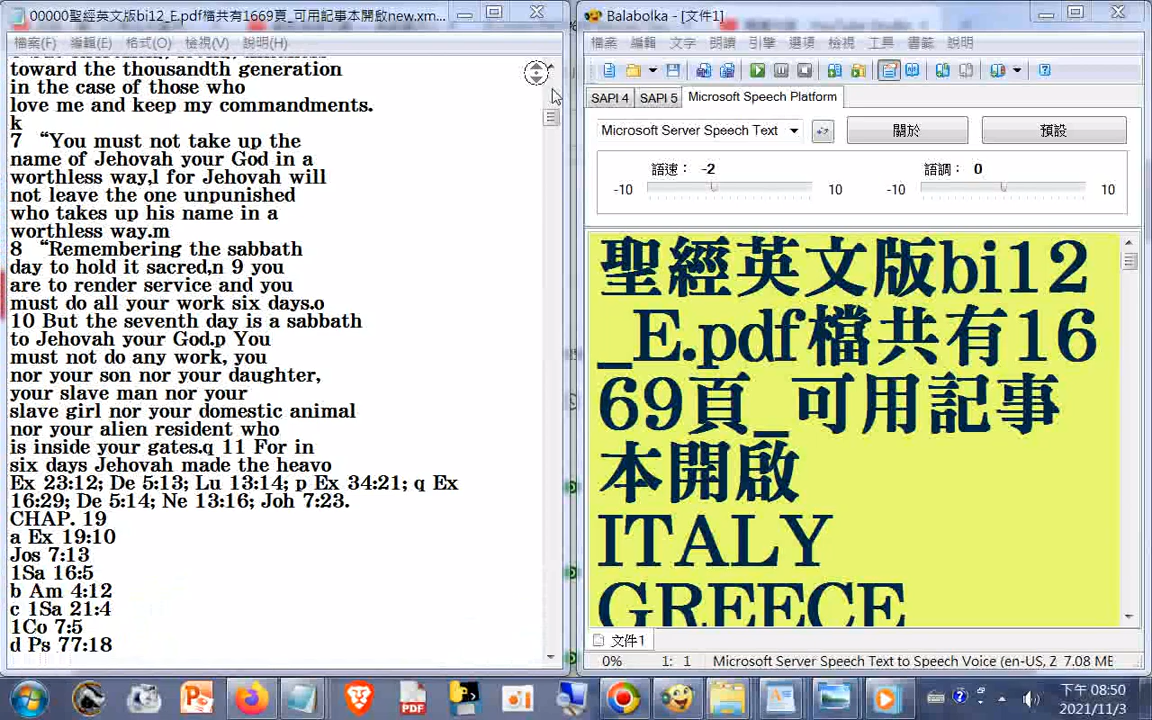 00000聖經英文版bi12_E.pdf檔共有1669頁_可用記事本開啟new.xm...
檔案(F) 編輯(E) 格式(O) 檢視(V) 說明(H)
toward the thousandth generation
in the case of those who
love me and keep my commandments.
k
7 “You must not take up the
name of Jehovah your God in a
worthless way,l for Jehovah will
not leave the one unpunished
who takes up his name in a
worthless way.m
8 “Remembering the sabbath
day to hold it sacred,n 9 you
are to render service and you
must do all your work six days.o
10 But the seventh day is a sabbath
to Jehovah your God.p You
must not do any work, you
nor your son nor your daughter,
your slave man nor your
slave girl nor your domestic animal
nor your alien resident who
is inside your gates.q 11 For in
six days Jehovah made the heavo
Ex 23:12; De 5:13; Lu 13:14; p Ex 34:21; q Ex
16:29; De 5:14; Ne 13:16; Joh 7:23.
CHAP. 19
a Ex 19:10
Jos 7:13
1Sa 16:5
b Am 4:12
c 1Sa 21:4
1Co 7:5
d Ps 77:18
Balabolka - [文件1]
檔案 編輯 文字 朗讀 引擎 選項 檢視 工具 書籤 說明
SAPI 4 SAPI 5 Microsoft Speech Platform
Microsoft Server Speech Text 關於 預設
語速： -2 語調： 0
-10 10 -10 10
聖經英文版bi12
_E.pdf檔共有16
69頁_可用記事
本開啟
ITALY
GREECE
文件1
0% 1: 1 Microsoft Server Speech Text to Speech Voice (en-US, Z 7.08 ME
下午 08:50
2021/11/3